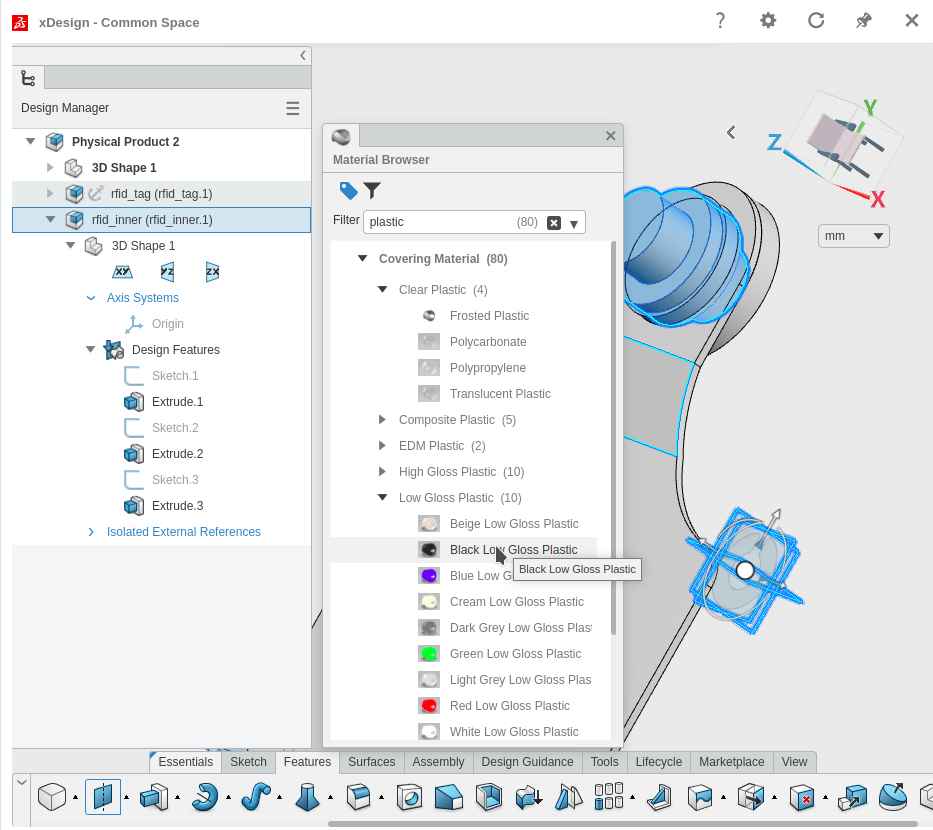 xDesign - Common Space
?
Design Manager
Physical Product 2
3D Shape 1
rfid_tag (rfid_tag.1)
rfid_inner (rfid_inner.1)
3D Shape 1
XY YZ ZX
Axis Systems
Origin
Design Features
Sketch.1
Extrude.1
Sketch.2
Extrude.2
Sketch.3
Extrude.3
Isolated External References
Material Browser
Filter plastic (80)
Covering Material (80)
Clear Plastic (4)
Frosted Plastic
Polycarbonate
Polypropylene
Translucent Plastic
Composite Plastic (5)
EDM Plastic (2)
High Gloss Plastic (10)
Low Gloss Plastic (10)
Beige Low Gloss Plastic
Black Low Gloss Plastic
Black Low Gloss Plastic
Blue Low G
Cream Low Gloss Plastic
Dark Grey Low Gloss Plast
Green Low Gloss Plastic
Light Grey Low Gloss Plas
Red Low Gloss Plastic
White Low Gloss Plastic
Y
Z
X
mm
Essentials Sketch Features Surfaces Assembly Design Guidance Tools Lifecycle Marketplace View